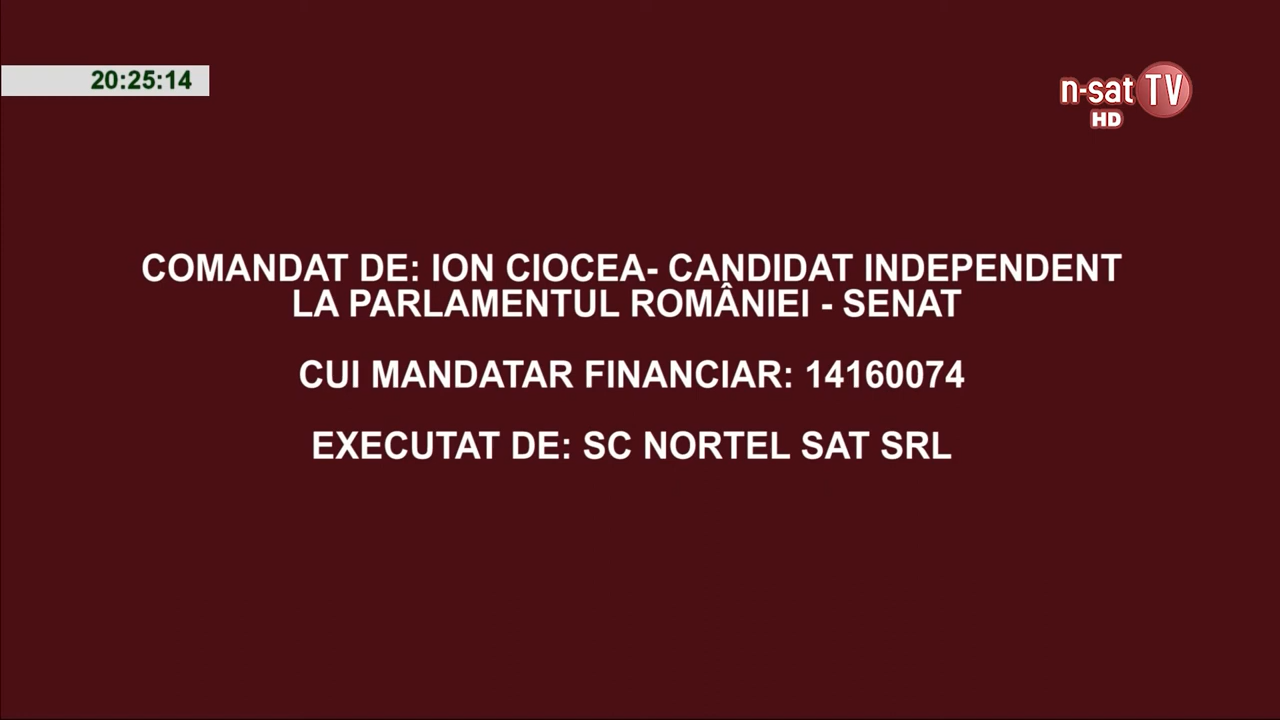 20:25:14
n-sat TV
HD
COMANDAT DE: ION CIOCEA- CANDIDAT INDEPENDENT
LA PARLAMENTUL ROMÂNIEI - SENAT
CUI MANDATAR FINANCIAR: 14160074
EXECUTAT DE: SC NORTEL SAT SRL